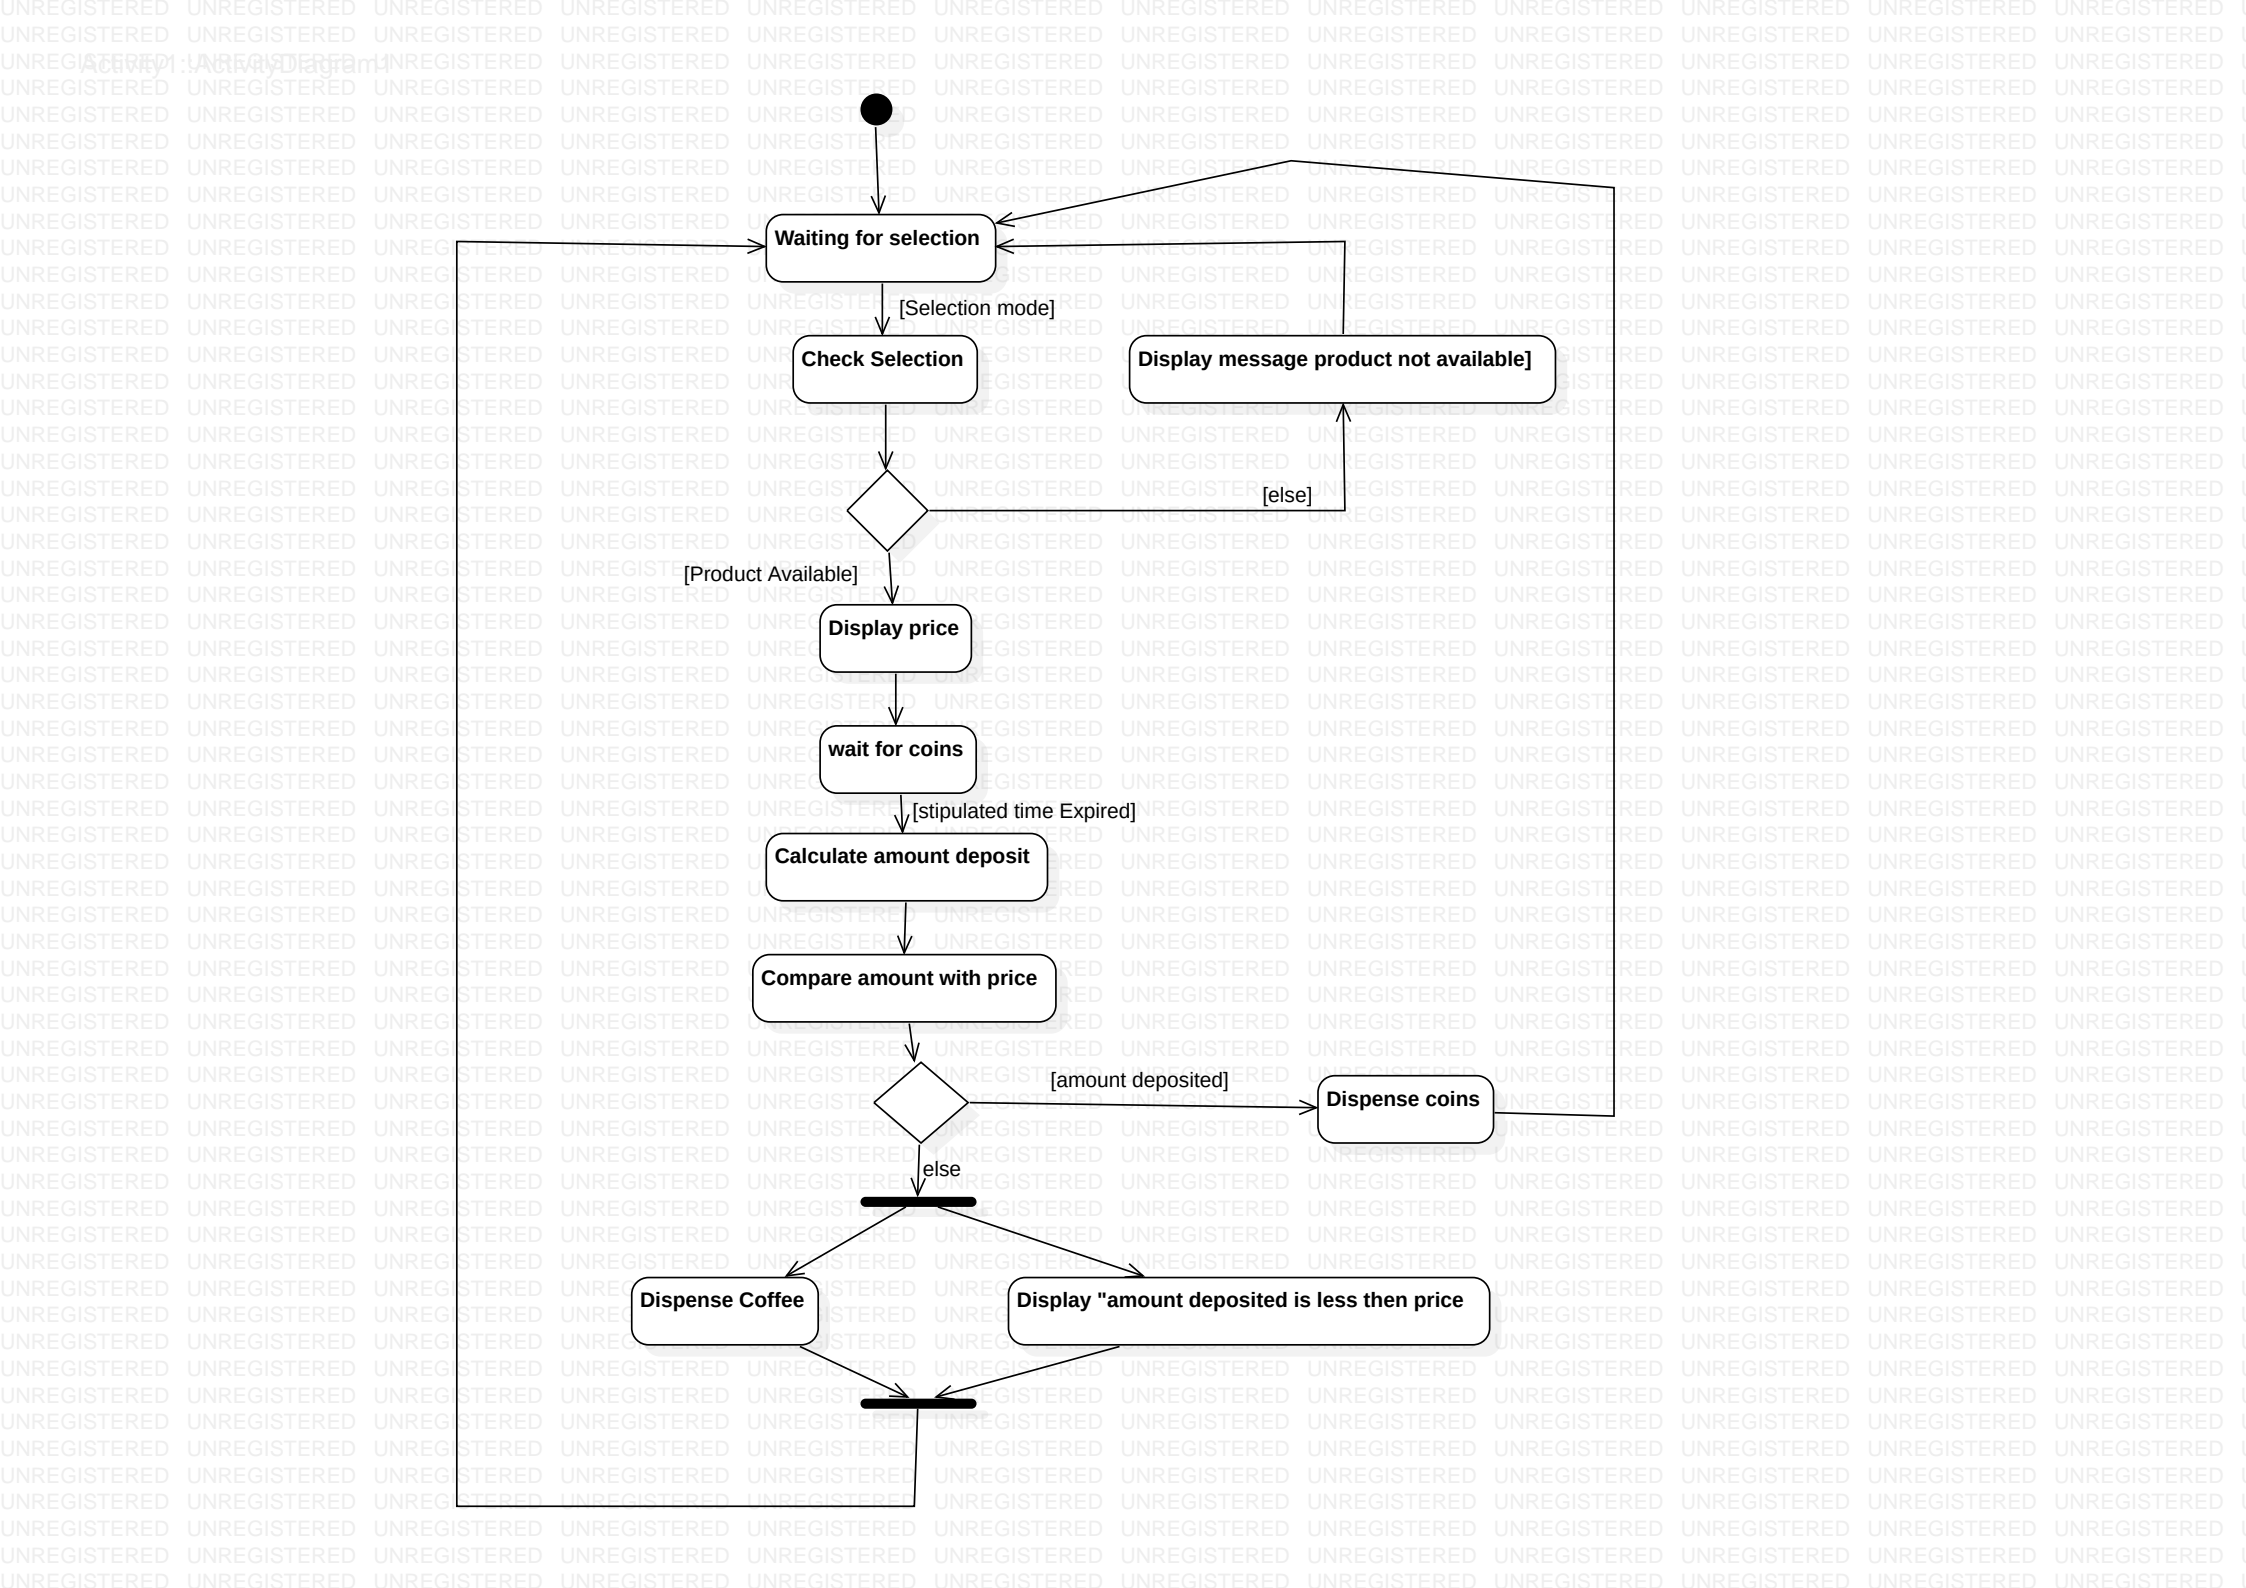 Activity1::ActivityDiagram1
Waiting for selection
[Selection mode]
Check Selection
Display message product not available]
[else]
[Product Available]
Display price
wait for coins
[stipulated time Expired]
Calculate amount deposit
Compare amount with price
[amount deposited]
Dispense coins
else
Dispense Coffee
Display "amount deposited is less then price
UNREGISTERED